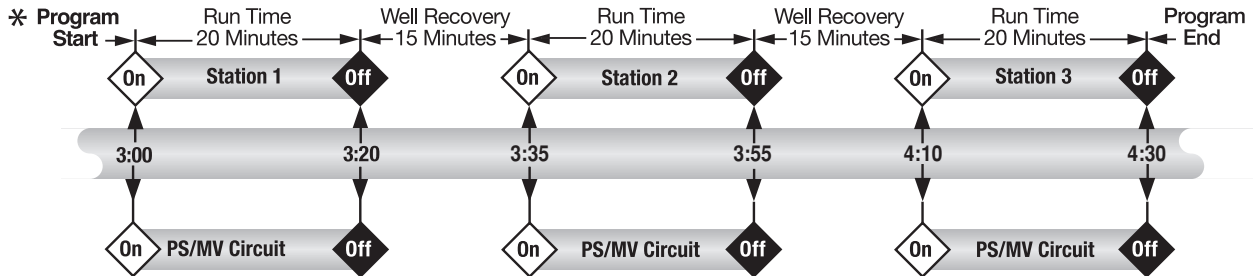 * Program Start
Run Time 20 Minutes
Well Recovery 15 Minutes
Run Time 20 Minutes
Well Recovery 15 Minutes
Run Time 20 Minutes
Program End
On Station 1 Off On Station 2 Off On Station 3 Off
3:00 3:20 3:35 3:55 4:10 4:30
On PS/MV Circuit Off On PS/MV Circuit Off On PS/MV Circuit Off